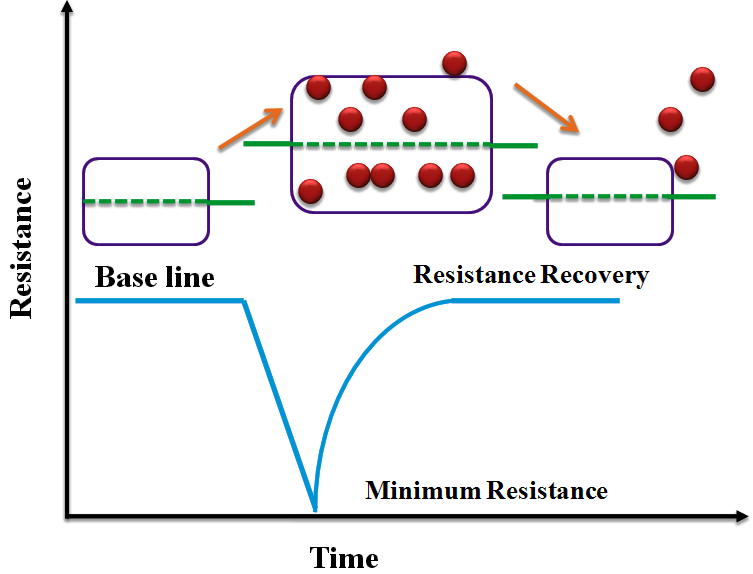 Resistance
Base line
Resistance Recovery
Minimum Resistance
Time